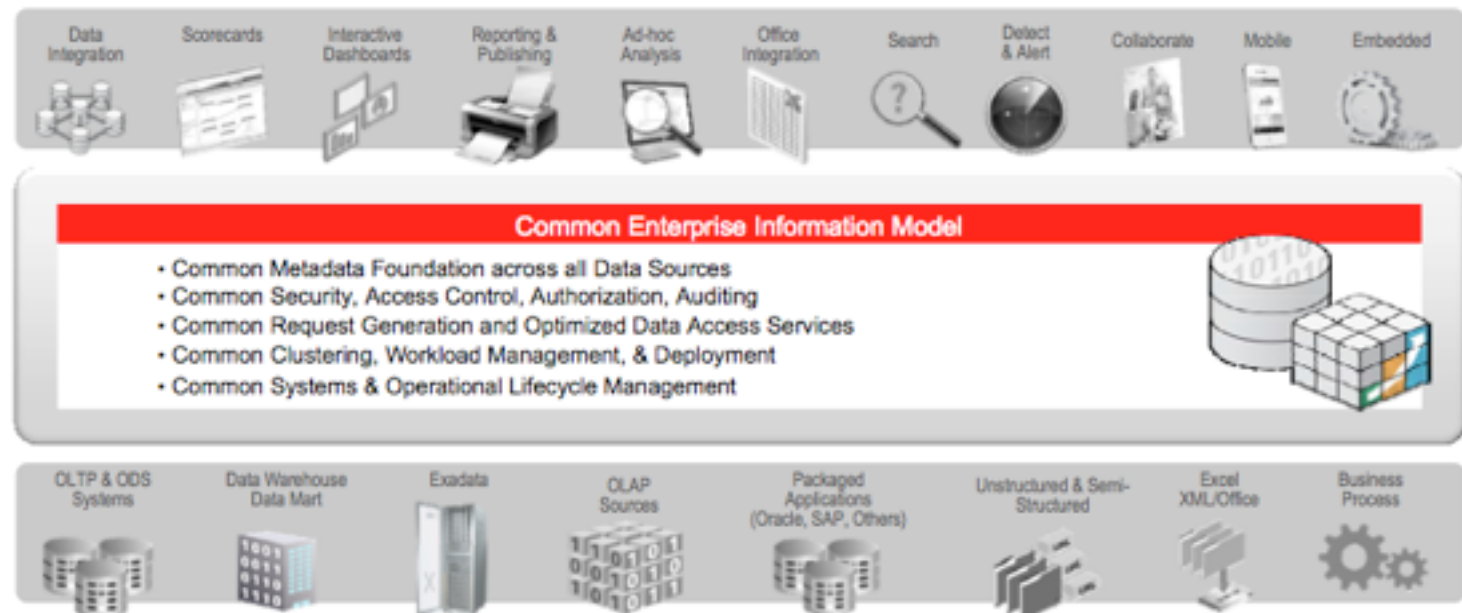 Data
Integration
Scorecards
Interactive
Dashboards
Reporting &
Publishing
Ad-hoc
Analysis
Office
Integration
Search
Detect
& Alert
Collaborate
Mobile
Embedded
?
Common Enterprise Information Model
• Common Metadata Foundation across all Data Sources
• Common Security, Access Control, Authorization, Auditing
• Common Request Generation and Optimized Data Access Services
• Common Clustering, Workload Management, & Deployment
• Common Systems & Operational Lifecycle Management
OLTP & ODS
Systems
Data Warehouse
Data Mart
Exadata
OLAP
Sources
Packaged
Applications
(Oracle, SAP, Others)
Unstructured & Semi-
Structured
Excel
XML/Office
Business
Process
X